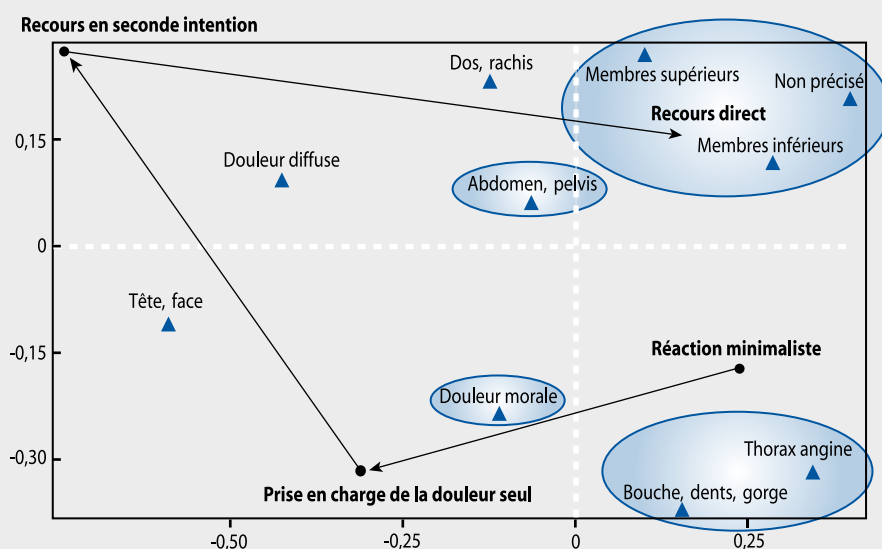 Recours en seconde intention
Dos, rachis
Membres supérieurs
Non précisé
Recours direct
0,15
Douleur diffuse
Membres inférieurs
Abdomen, pelvis
0
Tête, face
Réaction minimaliste
-0,15
Douleur morale
Thorax angine
-0,30
Prise en charge de la douleur seul
Bouche, dents, gorge
-0,50
-0,25
0
0,25